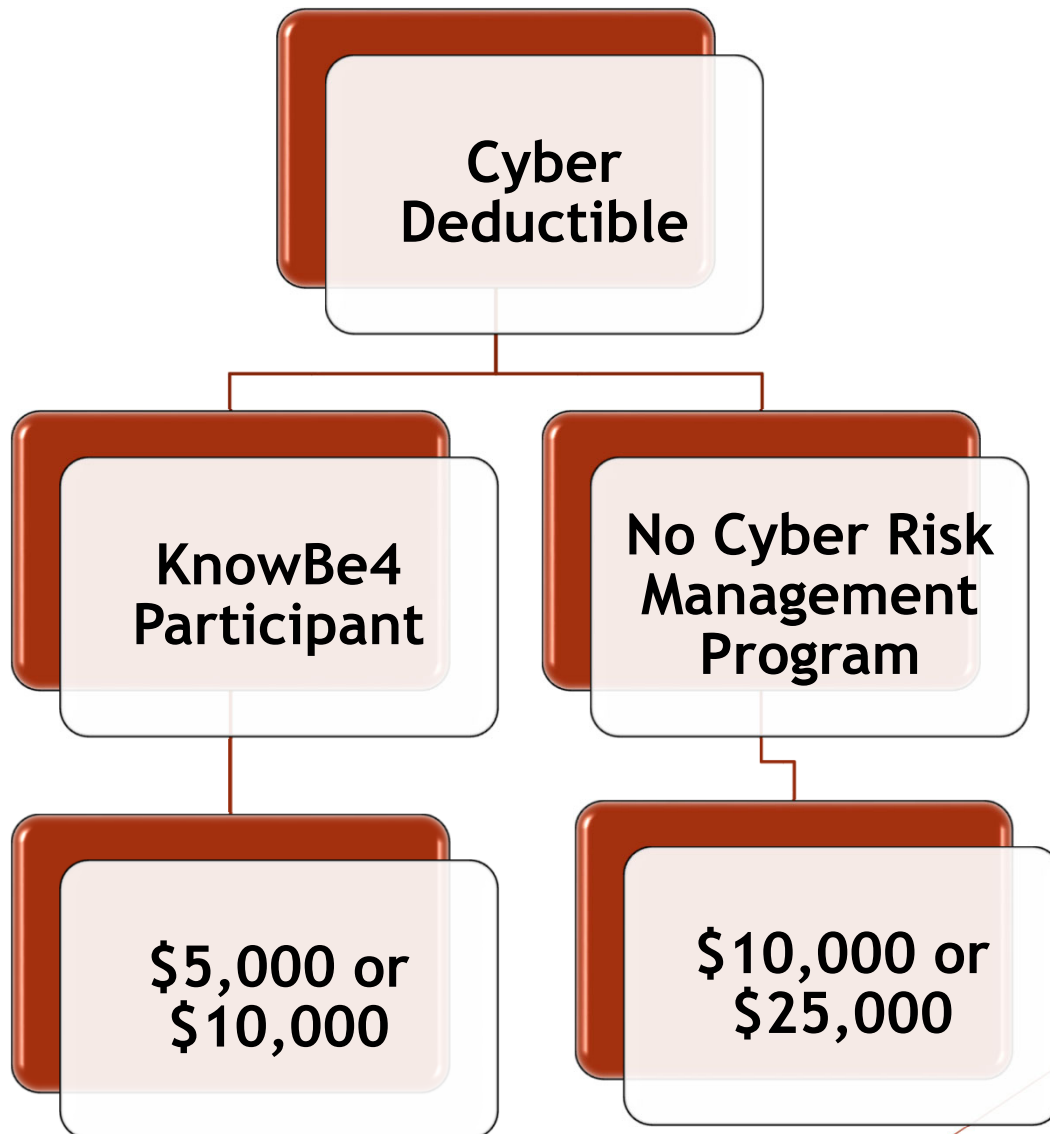 Cyber
Deductible
KnowBe4
Participant
No Cyber Risk
Management
Program
$5,000 or
$10,000
$10,000 or
$25,000